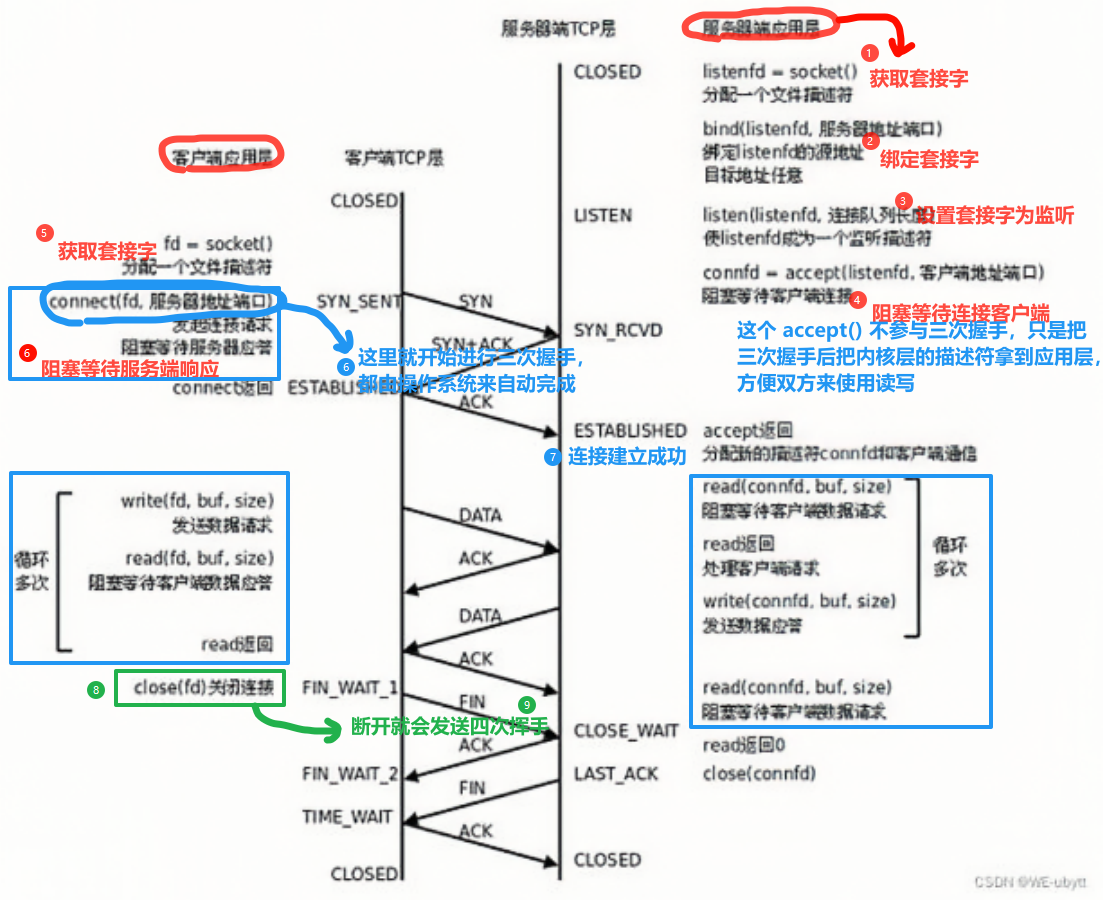 服务器端TCP层
服务器端应用层
1
CLOSED
listenfd = socket()
获取套接字
分配一个文件描述符
bind(listenfd, 服务器地址端口)
2
绑定listenfd的源地址
绑定套接字
目标地址任意
客户端应用层
客户端TCP层
CLOSED
3
LISTEN
listen(listenfd, 连接队列长度)
设置套接字为监听
使listenfd成为一个监听描述符
5
获取套接字
fd = socket()
分配一个文件描述符
connfd = accept(listenfd, 客户端地址端口)
阻塞等待客户端连接
4
阻塞等待连接客户端
connect(fd, 服务器地址端口)
SYN_SENT
SYN
发起连接请求
SYN_RCVD
这个 accept() 不参与三次握手，只是把
三次握手后把内核层的描述符拿到应用层，
方便双方来使用读写
阻塞等待服务器应答
SYN+ACK
6
阻塞等待服务端响应
6
这里就开始进行三次握手，
都由操作系统来自动完成
connect返回
ESTABLISHED
ACK
ESTABLISHED
accept返回
7
连接建立成功
分配新的描述符connfd和客户端通信
循环
多次
write(fd, buf, size)
发送数据请求
read(fd, buf, size)
阻塞等待客户端数据应答
read返回
DATA
ACK
DATA
ACK
read(connfd, buf, size)
阻塞等待客户端数据请求
read返回
处理客户端请求
write(connfd, buf, size)
发送数据应答
循环
多次
8
close(fd)关闭连接
FIN_WAIT_1
FIN
9
断开就会发送四次挥手
read(connfd, buf, size)
阻塞等待客户端数据请求
CLOSE_WAIT
read返回0
ACK
FIN_WAIT_2
LAST_ACK
close(connfd)
FIN
TIME_WAIT
ACK
CLOSED
CLOSED
CSDN @WE-ubytt